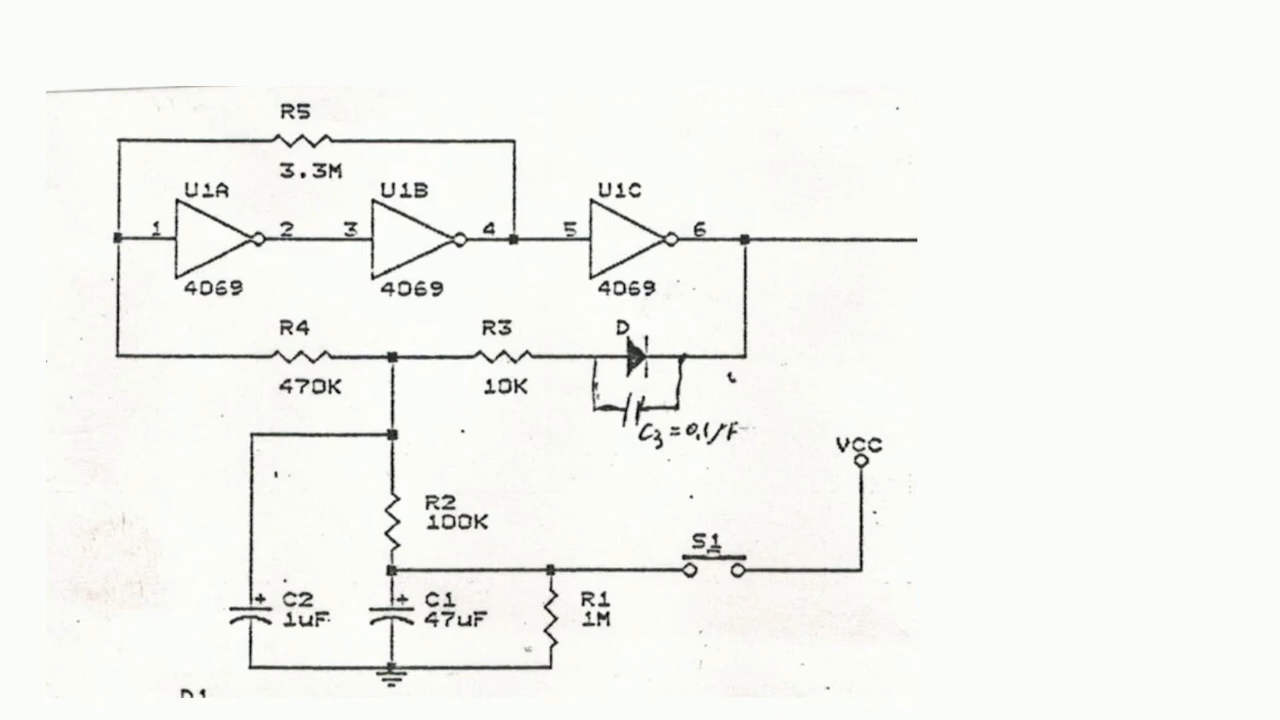 R5
3.3M
U1A
U1B
U1C
1
2
3
4
5
6
4069
4069
4069
R4
R3
D
470K
10K
C3=0.1μF
VCC
R2
100K
S1
C2
1uF
C1
47uF
R1
1M
D1